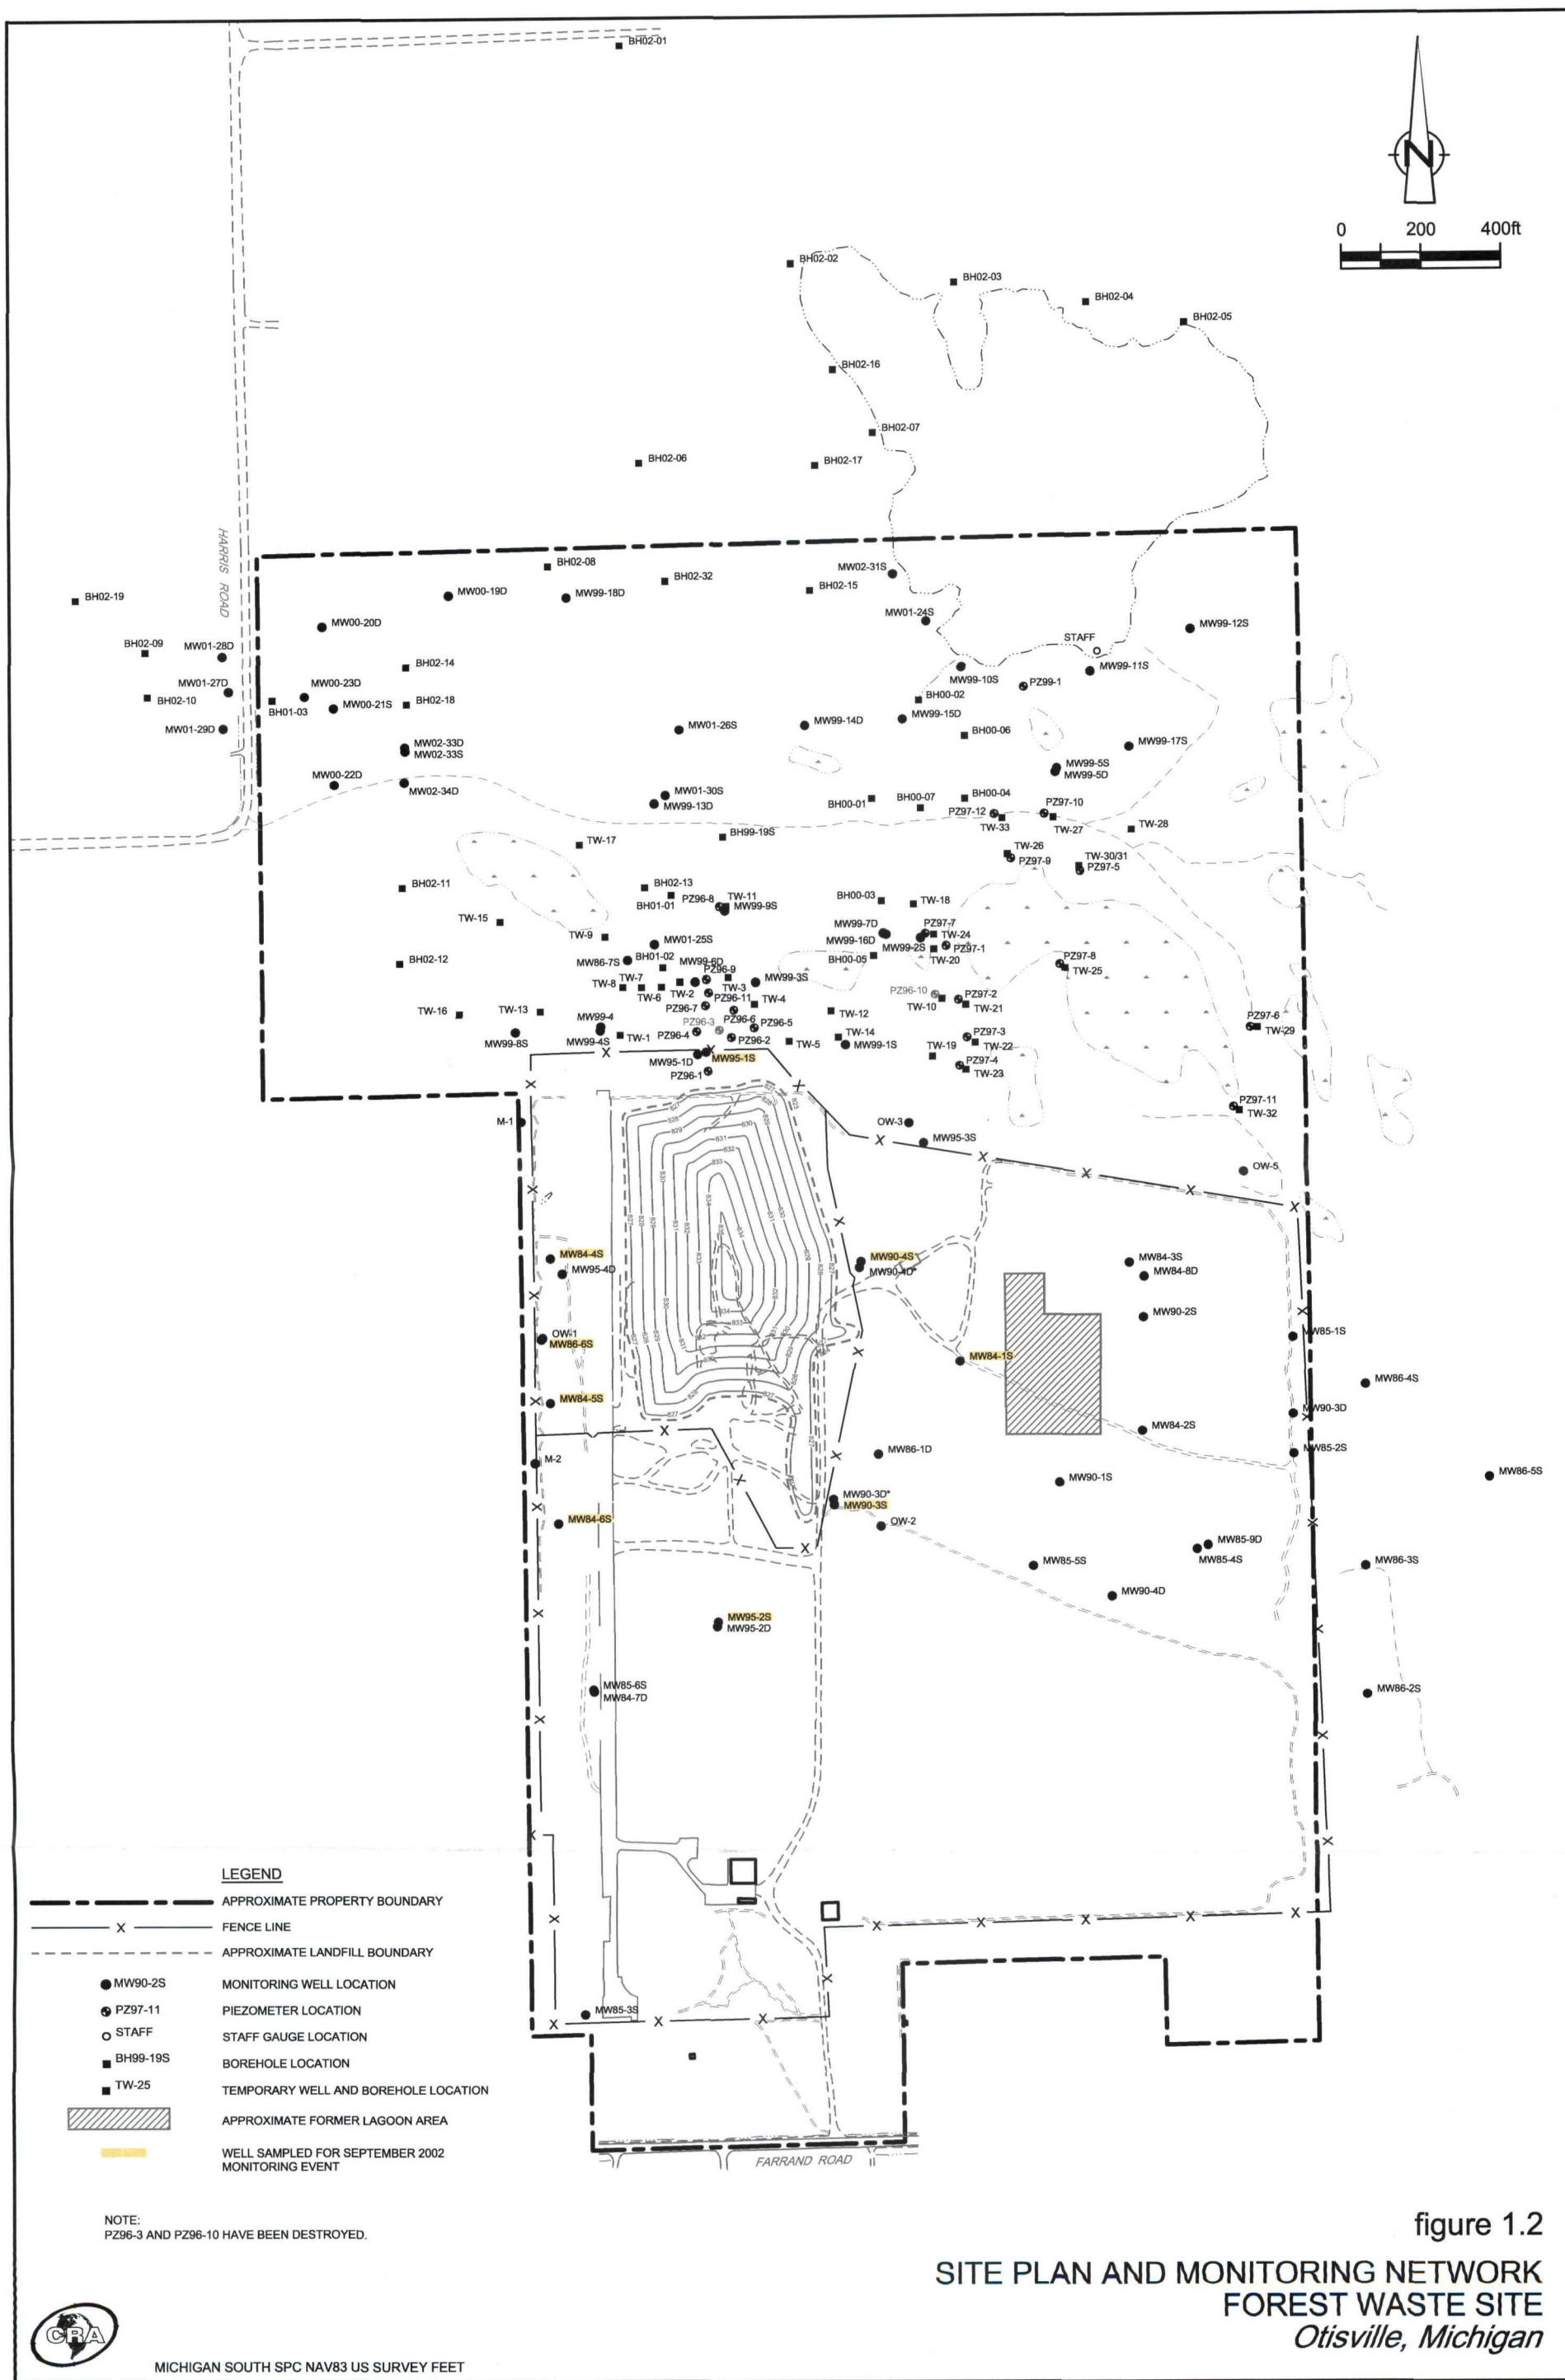 BH02-01
N
0 200 400ft
BH02-02
BH02-03
BH02-04
BH02-05
BH02-16
BH02-07
BH02-06
BH02-17
HARRIS ROAD
BH02-08
BH02-32
MW02-31S
BH02-15
MW00-19D
MW99-18D
BH02-19
MW01-24S
MW00-20D
MW99-12S
STAFF
BH02-09
MW01-28D
BH02-14
MW99-10S
MW99-11S
PZ99-1
MW01-27D
MW00-23D
BH02-10
BH01-03
MW00-21S
BH02-18
BH00-02
MW01-29D
MW01-26S
MW99-14D
MW99-15D
BH00-06
MW02-33D
MW02-33S
MW99-17S
MW99-5S
MW99-5D
MW00-22D
MW02-34D
MW01-30S
MW99-13D
BH00-01
BH00-07
BH00-04
PZ97-12
TW-33
PZ97-10
TW-27
TW-28
BH99-19S
TW-17
TW-26
PZ97-9
TW-30/31
PZ97-5
BH02-11
BH02-13
BH01-01
PZ96-8
TW-11
MW99-9S
BH00-03
TW-18
TW-15
TW-9
MW99-7D
MW99-16D
MW99-2S
PZ97-7
TW-24
PZ97-1
TW-20
MW01-25S
BH02-12
MW86-7S
BH01-02
MW99-6D
PZ96-9
BH00-05
PZ97-8
TW-25
TW-7
TW-8
TW-6
TW-2
TW-3
MW99-3S
PZ96-11
PZ96-10
TW-10
PZ97-2
TW-21
PZ96-7
TW-4
TW-16
TW-13
PZ96-6
TW-12
MW99-4
PZ96-3
PZ96-5
PZ97-6
TW-29
MW99-8S
MW99-4S
TW-1
PZ96-4
PZ96-2
TW-5
TW-14
MW99-1S
PZ97-3
TW-22
TW-19
MW95-1D
MW95-1S
PZ96-1
PZ97-4
TW-23
PZ97-11
TW-32
M-1
OW-3
MW95-3S
OW-5
827
828
829
830
831
832
833
834
835
MW84-4S
MW95-4D
MW90-4S
MW90-4D*
MW84-3S
MW84-8D
MW90-2S
OW-1
MW86-6S
MW84-1S
MW85-1S
MW86-4S
MW84-5S
MW90-3D
MW84-2S
MW85-2S
M-2
MW86-1D
MW86-5S
MW90-1S
MW90-3D*
MW90-3S
MW84-6S
OW-2
MW85-9D
MW85-4S
MW85-5S
MW86-3S
MW90-4D
MW95-2S
MW95-2D
MW85-6S
MW84-7D
MW86-2S
MW85-3S
FARRAND ROAD
LEGEND
APPROXIMATE PROPERTY BOUNDARY
X FENCE LINE
APPROXIMATE LANDFILL BOUNDARY
MW90-2S MONITORING WELL LOCATION
PZ97-11 PIEZOMETER LOCATION
STAFF STAFF GAUGE LOCATION
BH99-19S BOREHOLE LOCATION
TW-25 TEMPORARY WELL AND BOREHOLE LOCATION
APPROXIMATE FORMER LAGOON AREA
WELL SAMPLED FOR SEPTEMBER 2002
MONITORING EVENT
NOTE:
PZ96-3 AND PZ96-10 HAVE BEEN DESTROYED.
figure 1.2
SITE PLAN AND MONITORING NETWORK
FOREST WASTE SITE
Otisville, Michigan
CRA
MICHIGAN SOUTH SPC NAV83 US SURVEY FEET